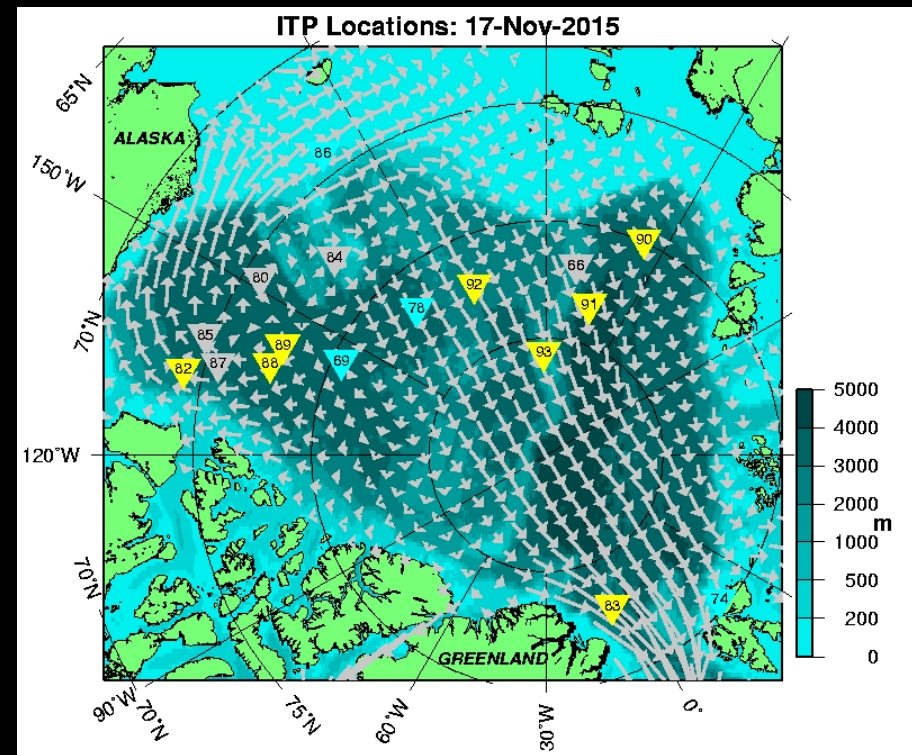 ITP Locations: 17-Nov-2015
65°N
ALASKA
86
150°W
90
84
66
80
92
78
91
70°N
85
89
93
82
87
88
69
5000
4000
120°W
3000
2000
1000
m
500
70°N
83
74
200
GREENLAND
0
90°W
70°N
75°N
60°W
30°W
0°